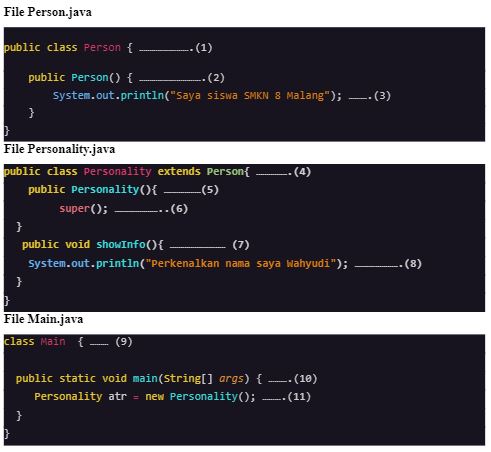 File Person.java
public class Person { ........................(1)
public Person() { ..............................(2)
System.out.println("Saya siswa SMKN 8 Malang"); .........(3)
}
}
File Personality.java
public class Personality extends Person{ ...............(4)
public Personality(){ ..................(5)
super(); .....................(6)
}
public void showInfo(){ ........................... (7)
System.out.println("Perkenalkan nama saya Wahyudi"); .....................(8)
}
}
File Main.java
class Main { ......... (9)
public static void main(String[] args) { .........(10)
Personality atr = new Personality(); .........(11)
}
}